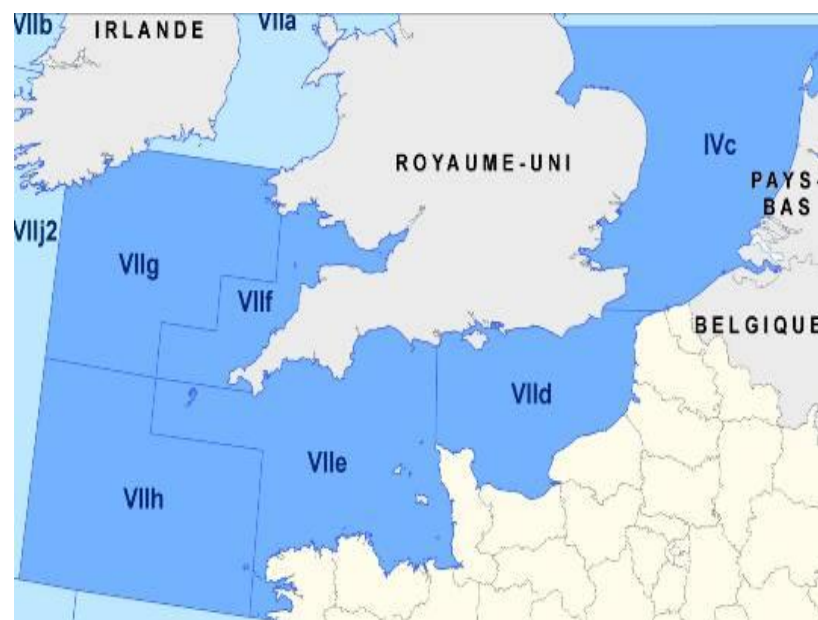 VIIb
IRLANDE
VIIa
IVc
ROYAUME-UNI
PAYS-
BAS
VIIj2
VIIg
VIIf
BELGIQUE
VIId
VIIe
VIIh